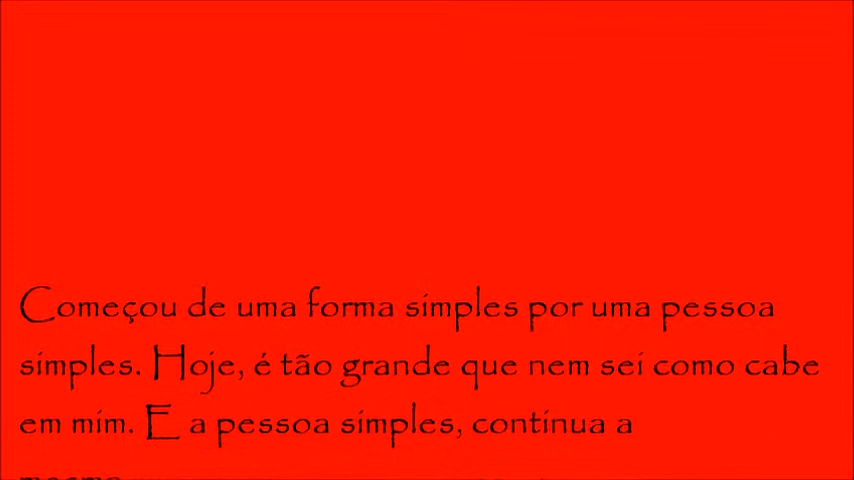 Começou de uma forma simples por uma pessoa
simples. Hoje, é tão grande que nem sei como cabe
em mim. E a pessoa simples, continua a